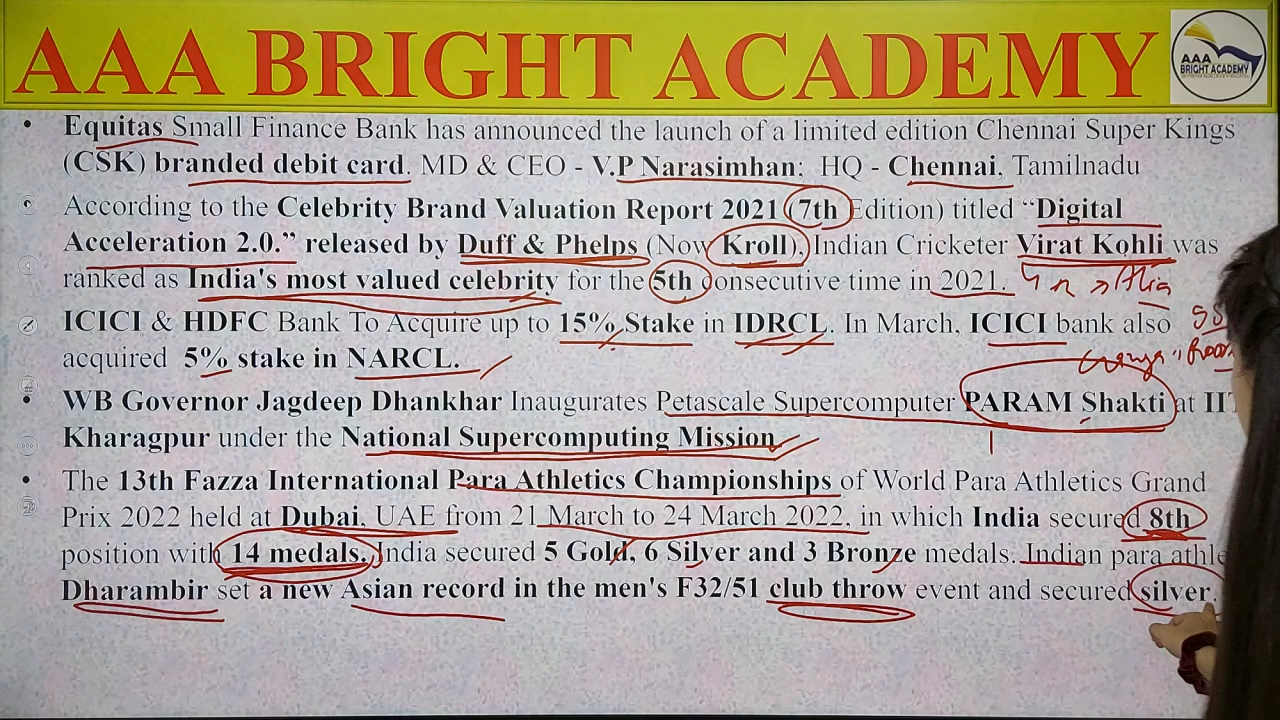 AAA BRIGHT ACADEMY
AAA
BRIGHT ACADEMY
• Equitas Small Finance Bank has announced the launch of a limited edition Chennai Super Kings
(CSK) branded debit card. MD & CEO - V.P Narasimhan; HQ - Chennai, Tamilnadu
According to the Celebrity Brand Valuation Report 2021 (7th Edition) titled “Digital
Acceleration 2.0.” released by Duff & Phelps (Now Kroll), Indian Cricketer Virat Kohli was
ranked as India's most valued celebrity for the 5th consecutive time in 2021.
Alia
ICICI & HDFC Bank To Acquire up to 15% Stake in IDRCL. In March, ICICI bank also
acquired 5% stake in NARCL.
• WB Governor Jagdeep Dhankhar Inaugurates Petascale Supercomputer PARAM Shakti at
Kharagpur under the National Supercomputing Mission
• The 13th Fazza International Para Athletics Championships of World Para Athletics Grand
Prix 2022 held at Dubai, UAE from 21 March to 24 March 2022, in which India secured 8th
position with 14 medals. India secured 5 Gold, 6 Silver and 3 Bronze medals. Indian para
Dharambir set a new Asian record in the men's F32/51 club throw event and secured silver.